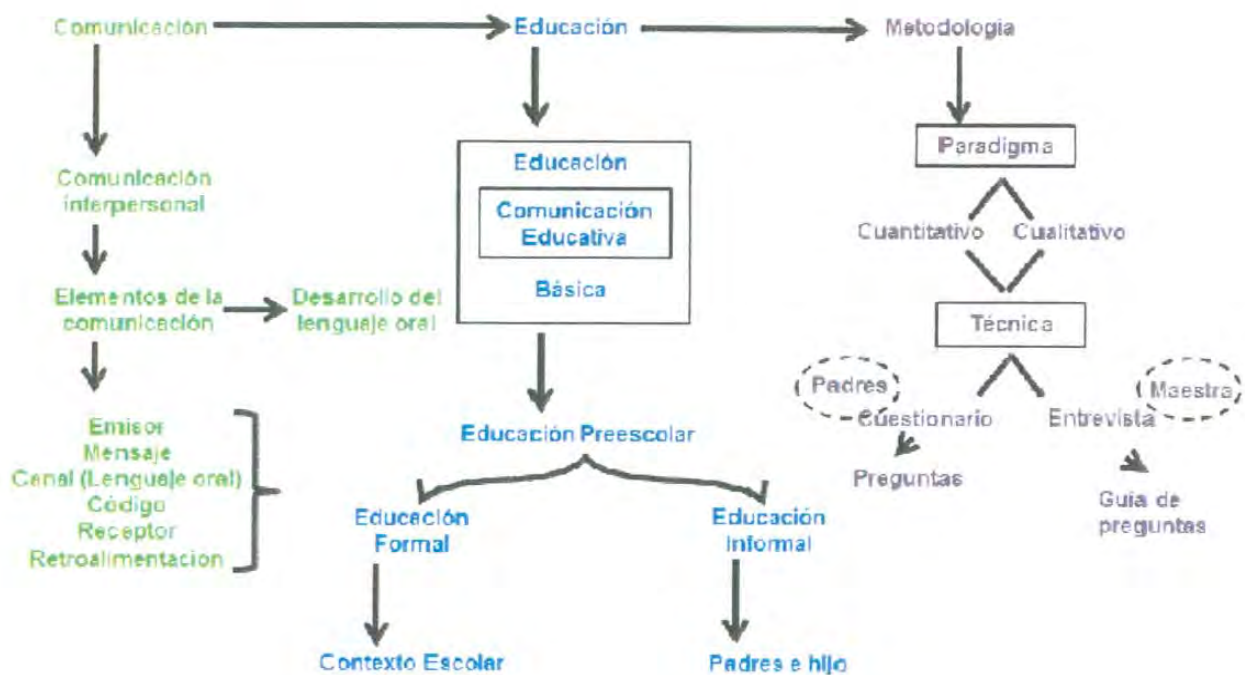 Comunicación
Educación
Metodología
Comunicación
interpersonal
Elementos de la
comunicación
Desarrollo del
lenguaje oral
Emisor
Mensaje
Canal (Lenguaje oral)
Código
Receptor
Retroalimentacion
Educación
Comunicación
Educativa
Básica
Educación Preescolar
Educación
Formal
Educación
Informal
Contexto Escolar
Padres e hijo
Paradigma
Cuantitativo
Cualitativo
Técnica
Padres
Cuestionario
Preguntas
Maestra
Entrevista
Guía de
preguntas